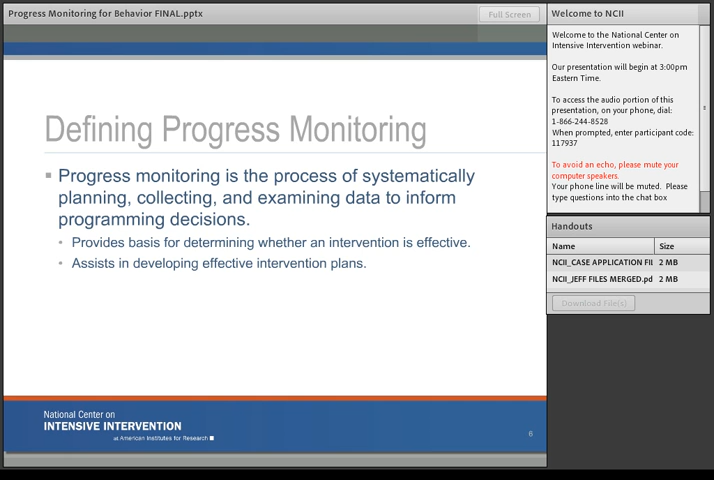 Progress Monitoring for Behavior FINAL.pptx
Full Screen
Defining Progress Monitoring
Progress monitoring is the process of systematically
planning, collecting, and examining data to inform
programming decisions.
Provides basis for determining whether an intervention is effective.
Assists in developing effective intervention plans.
National Center on
INTENSIVE INTERVENTION
at American Institutes for Research
6
Welcome to NCII
Welcome to the National Center on
Intensive Intervention webinar.
Our presentation will begin at 3:00pm
Eastern Time.
To access the audio portion of this
presentation, on your phone, dial:
1-866-244-8528
When prompted, enter participant code:
117937
To avoid an echo, please mute your
computer speakers.
Your phone line will be muted. Please
type questions into the chat box
Handouts
Name Size
NCII_CASE APPLICATION FII 2 MB
NCII_JEFF FILES MERGED.pd 2 MB
Download File(s)